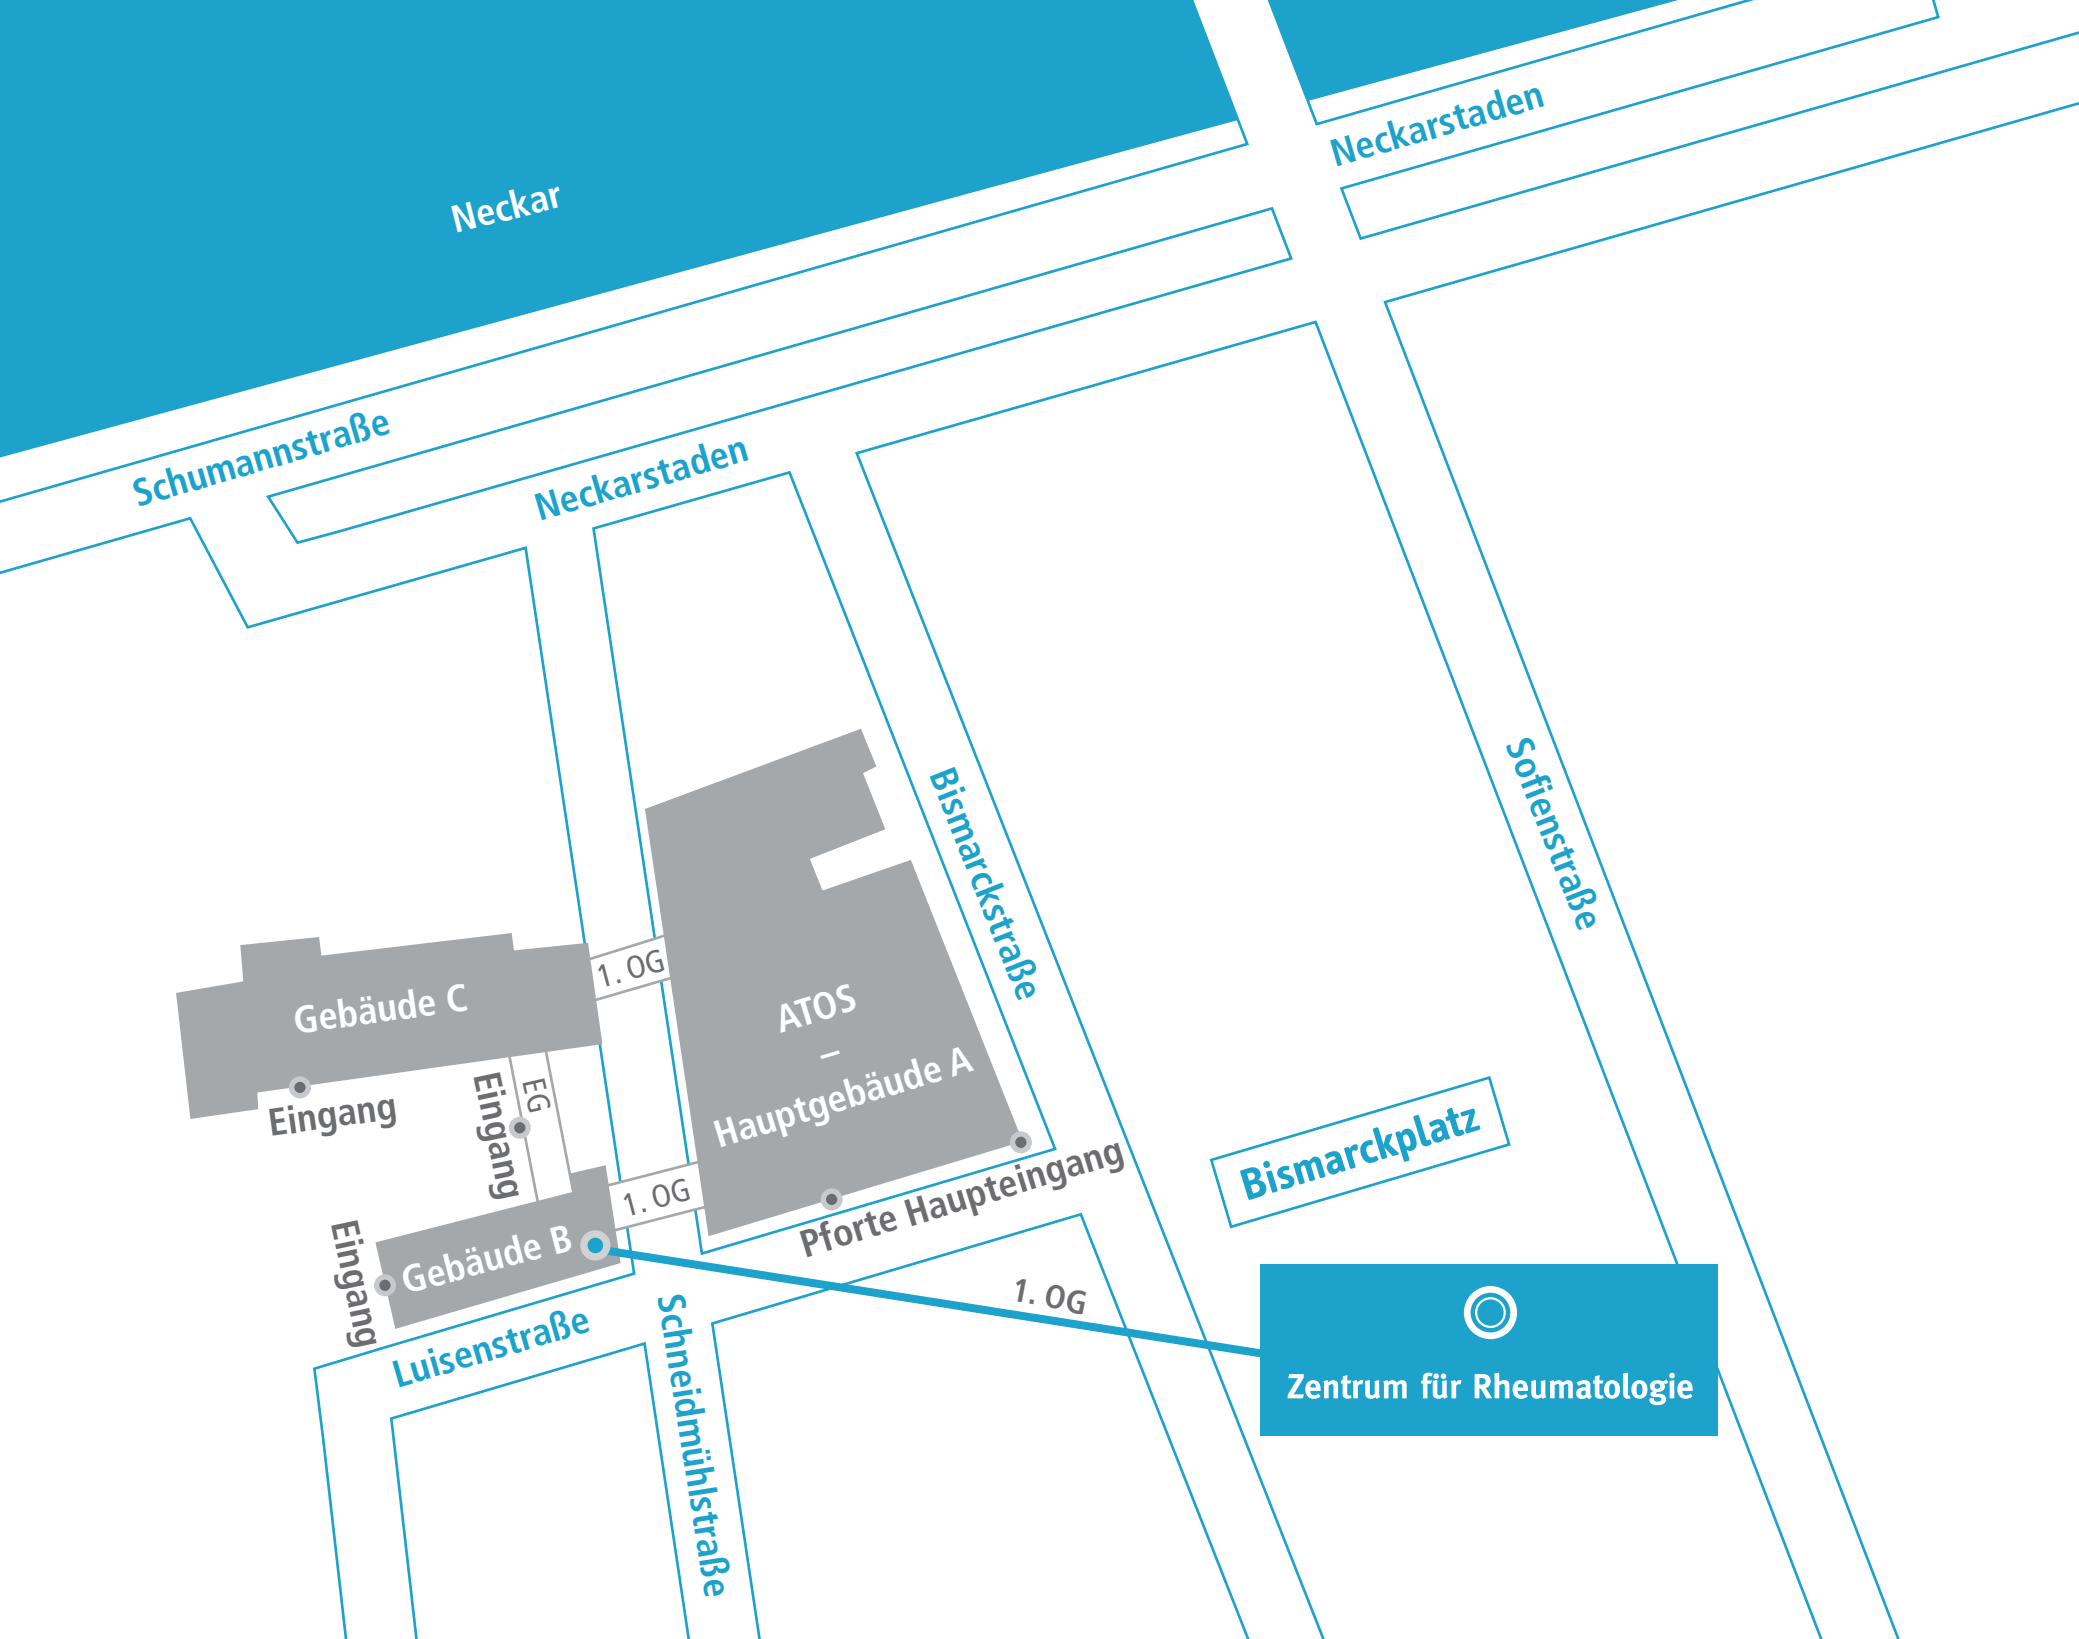 Neckarstaden
Neckar
Schumannstraße
Neckarstaden
Bismarckstraße
Sofienstraße
1. OG
Gebäude C
ATOS
–
Hauptgebäude A
Eingang
Eingang
EG
Bismarckplatz
Pforte Haupteingang
1. OG
Gebäude B
Eingang
Luisenstraße
Schneidmühlstraße
1. OG
Zentrum für Rheumatologie